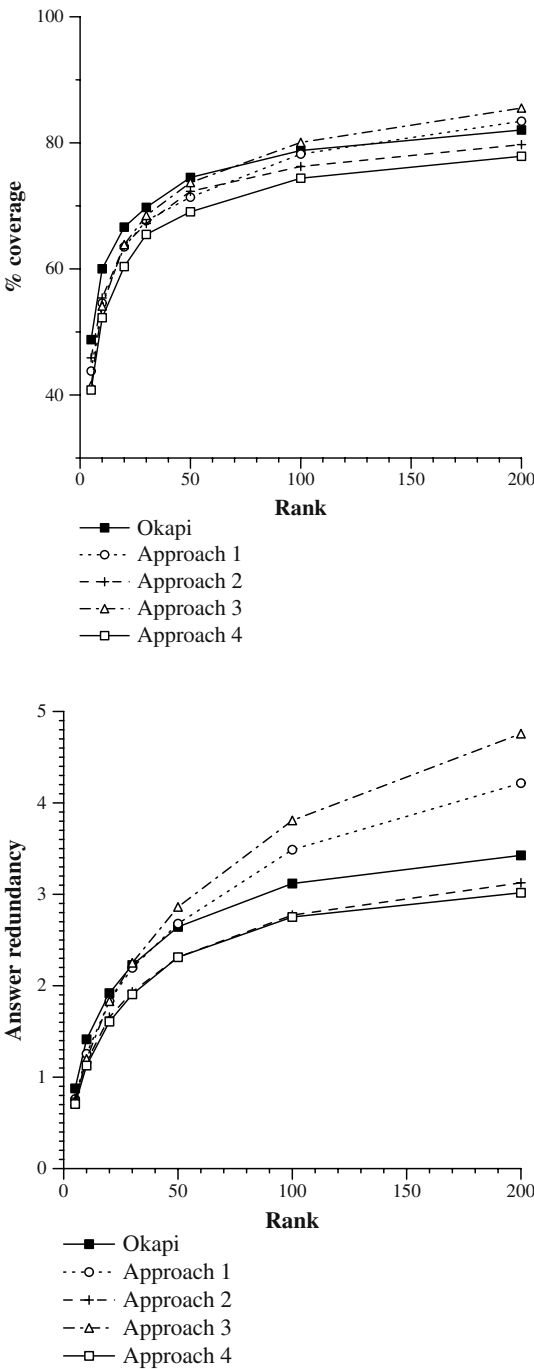 100
80
60
40
% coverage
0
50
100
150
200
Rank
Okapi
Approach 1
Approach 2
Approach 3
Approach 4
5
4
3
2
1
0
Answer redundancy
0
50
100
150
200
Rank
Okapi
Approach 1
Approach 2
Approach 3
Approach 4